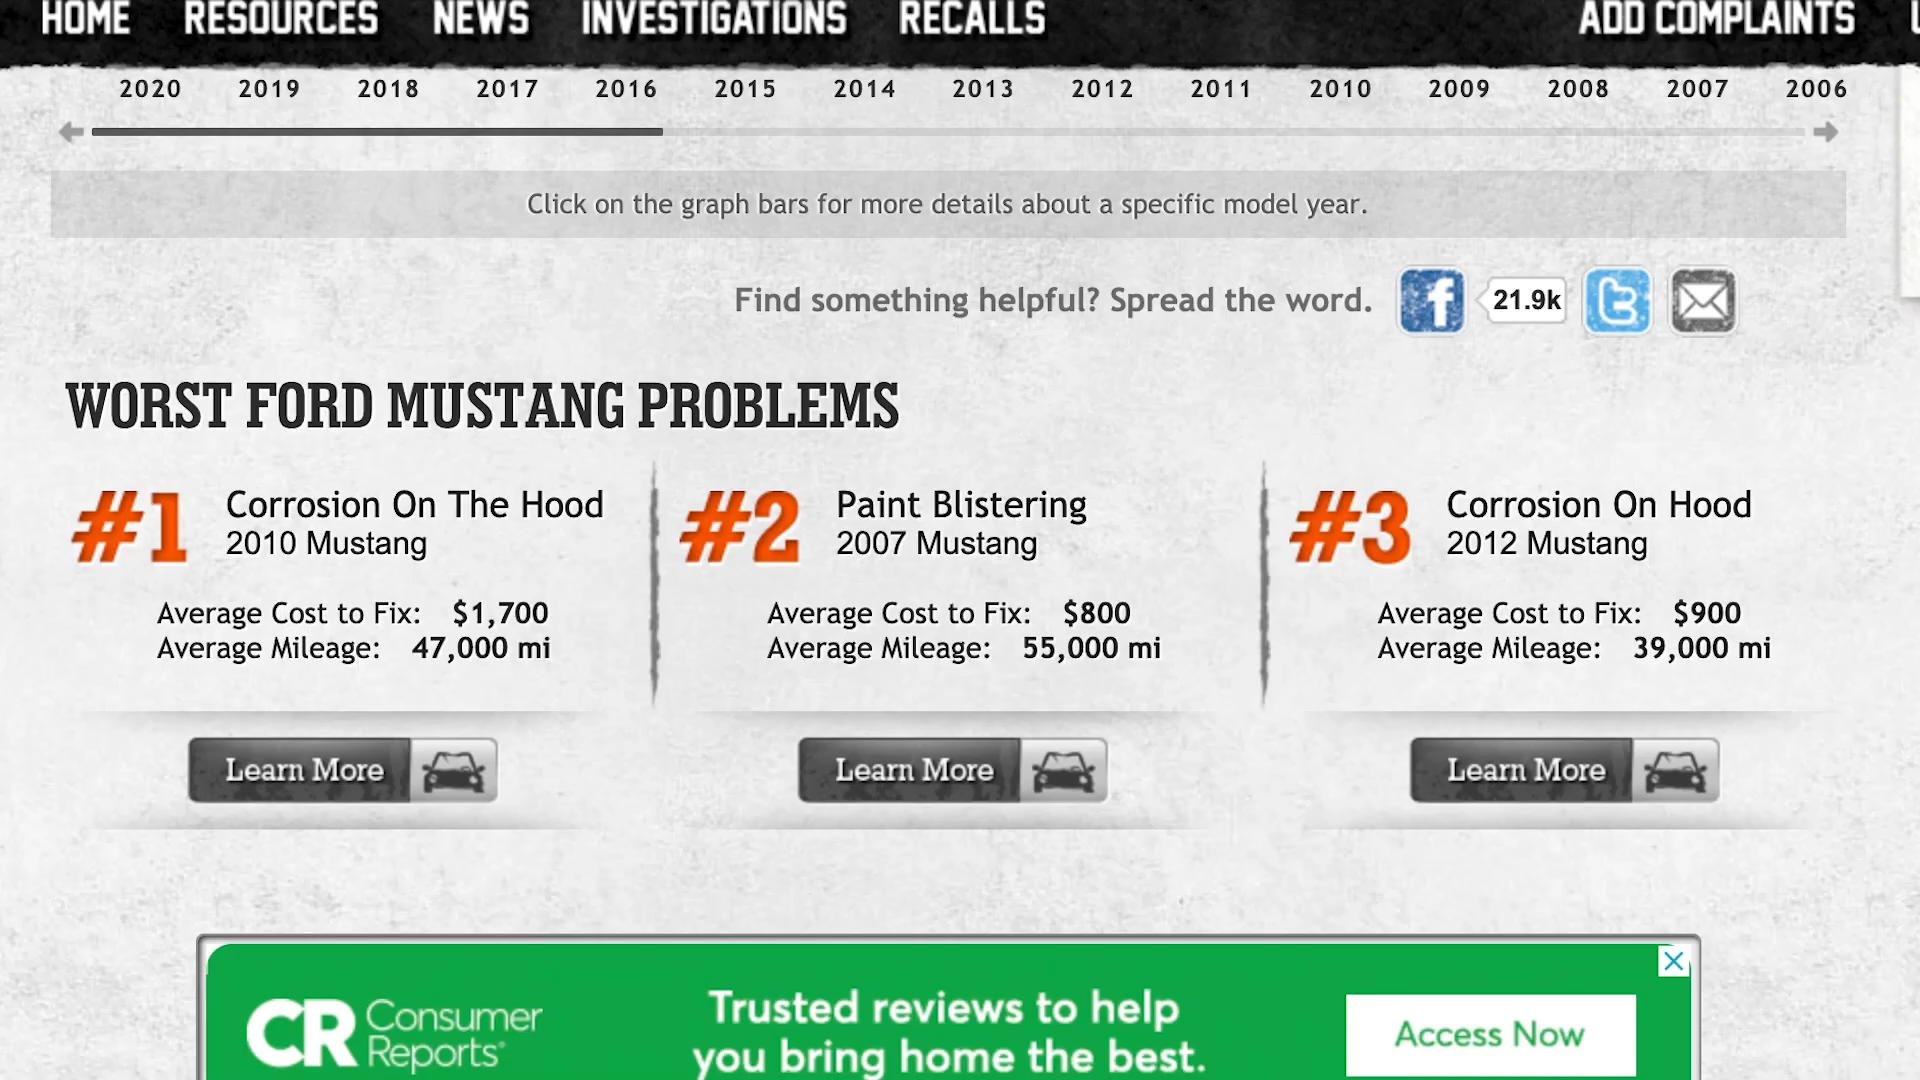 HOME RESOURCES NEWS INVESTIGATIONS RECALLS ADD COMPLAINTS
2020 2019 2018 2017 2016 2015 2014 2013 2012 2011 2010 2009 2008 2007 2006
Click on the graph bars for more details about a specific model year.
Find something helpful? Spread the word. f 21.9k t
WORST FORD MUSTANG PROBLEMS
#1 Corrosion On The Hood
2010 Mustang
Average Cost to Fix: $1,700
Average Mileage: 47,000 mi
Learn More
#2 Paint Blistering
2007 Mustang
Average Cost to Fix: $800
Average Mileage: 55,000 mi
Learn More
#3 Corrosion On Hood
2012 Mustang
Average Cost to Fix: $900
Average Mileage: 39,000 mi
Learn More
CR Consumer
Reports
Trusted reviews to help
you bring home the best.
Access Now